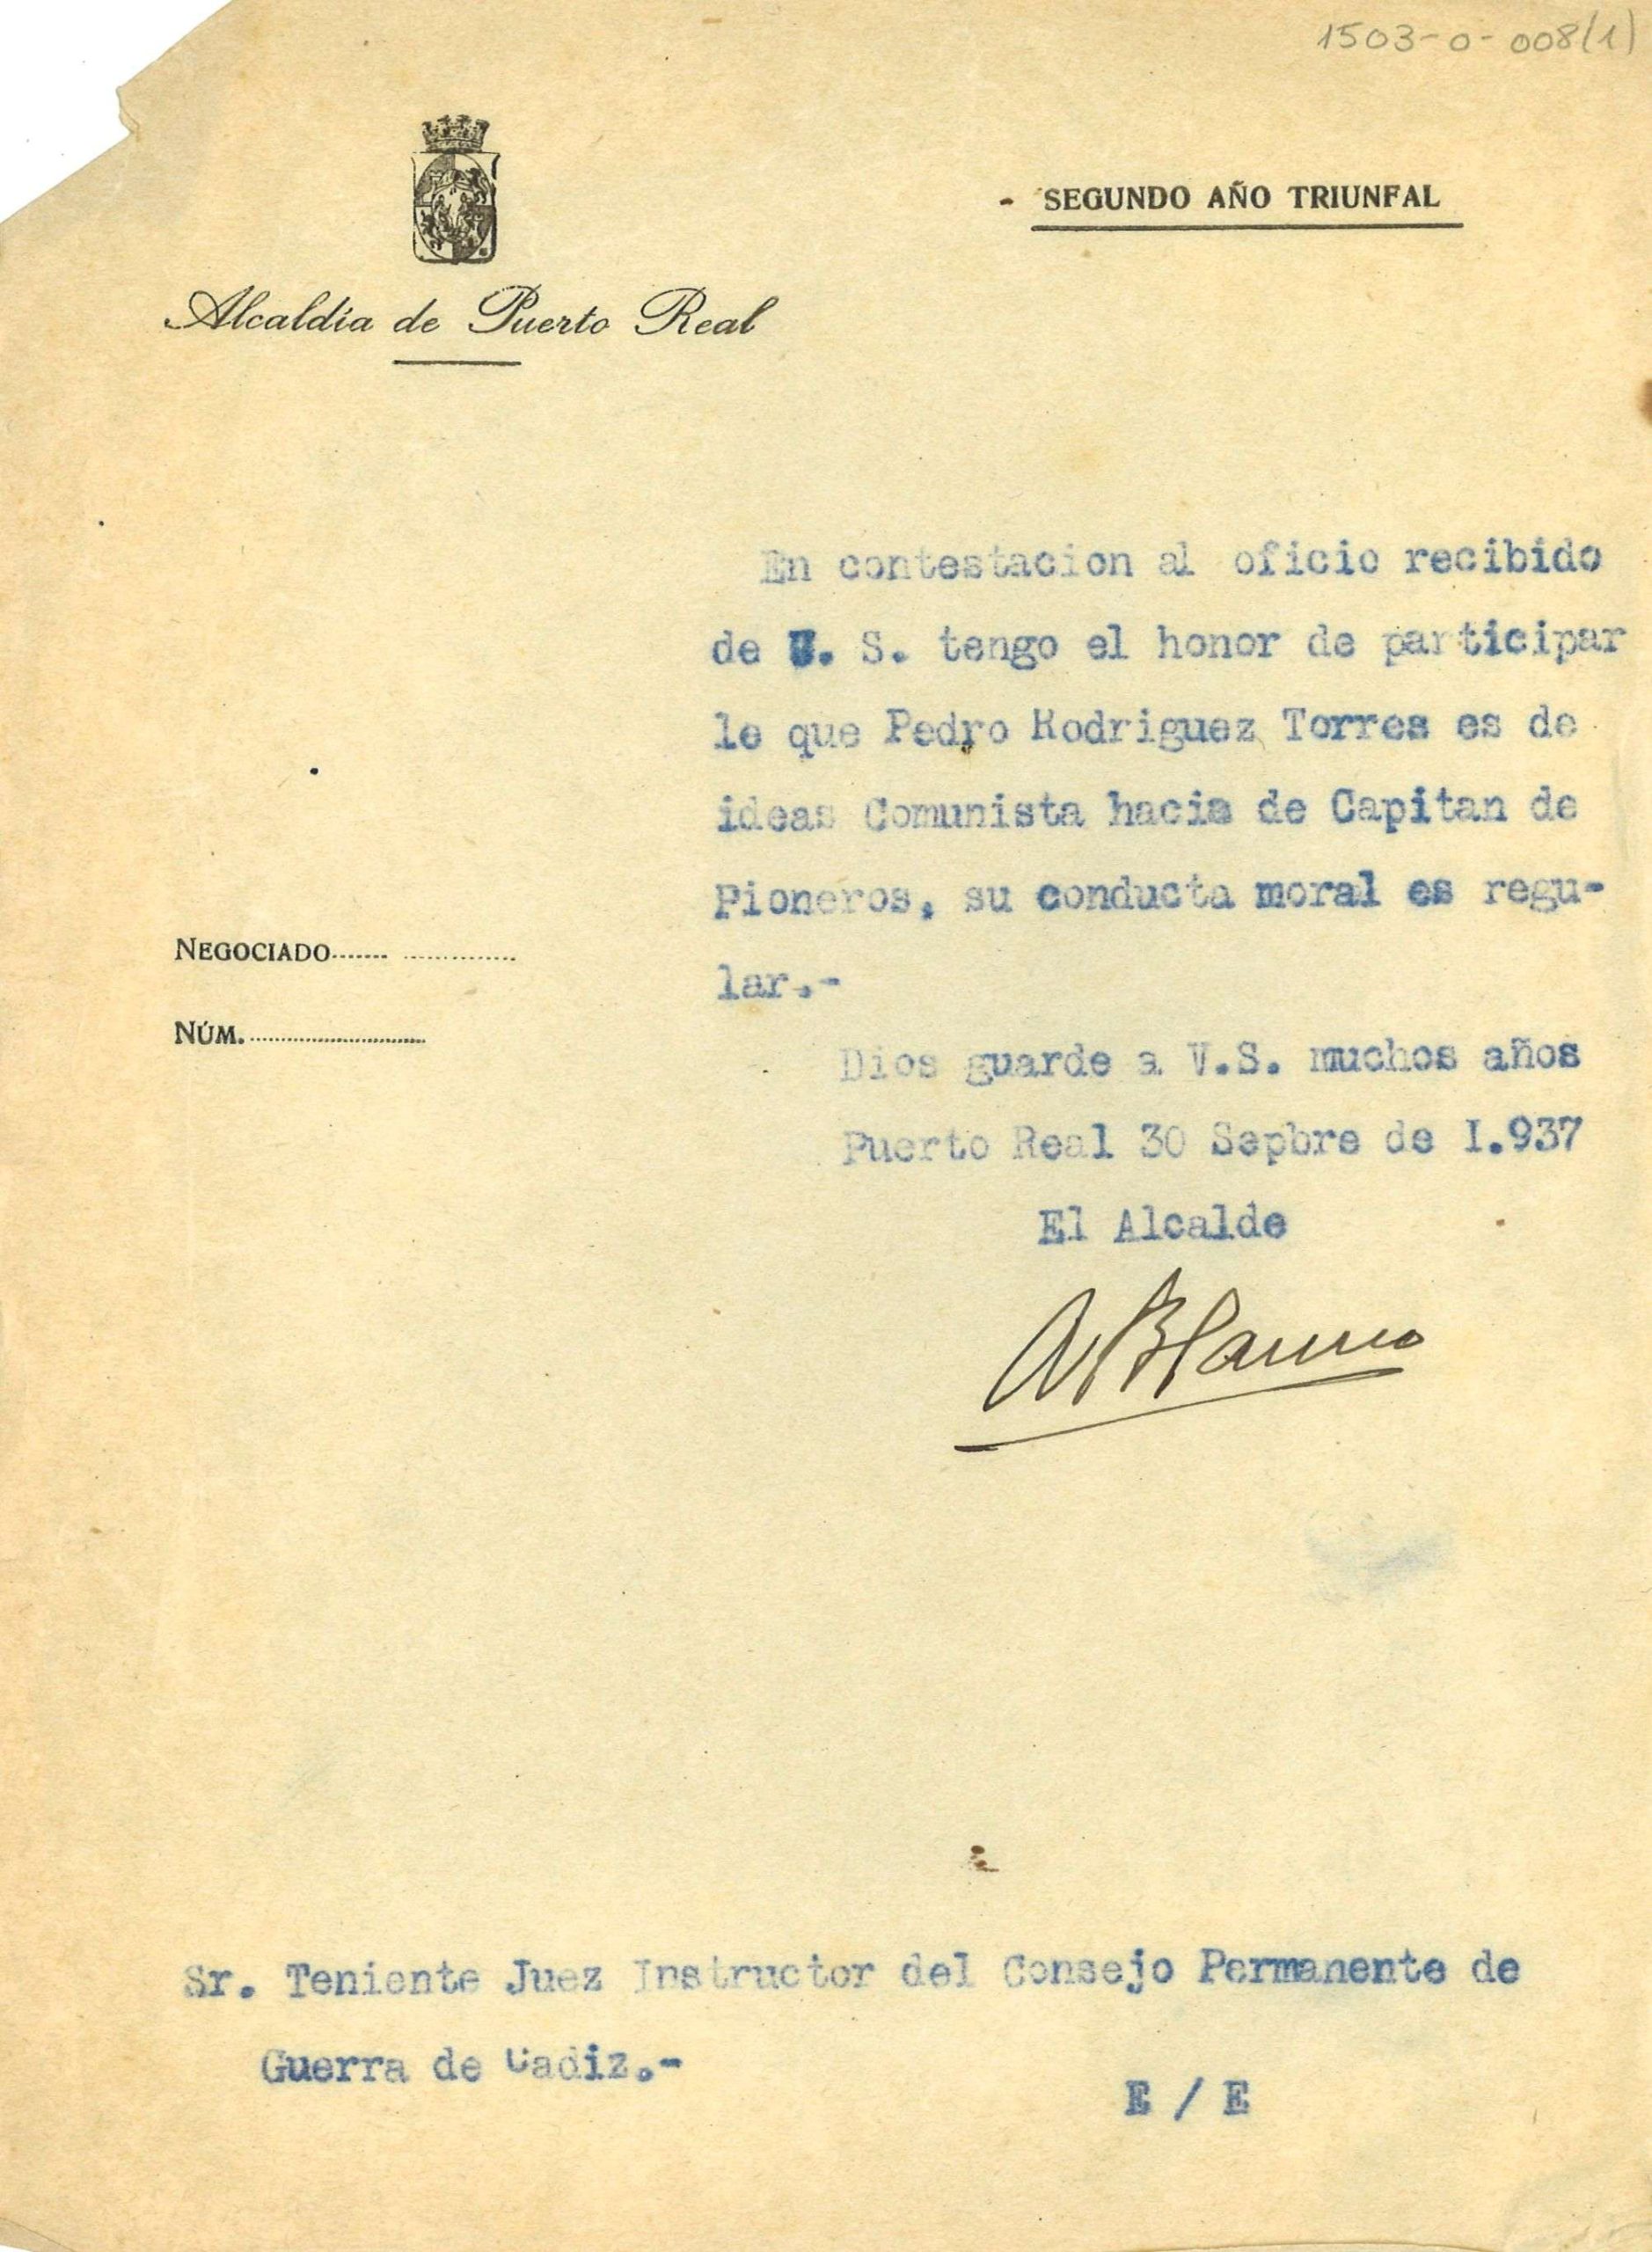 1503-0-008(1)
- SEGUNDO AÑO TRIUNFAL
Alcaldía de Puerto Real
En contestacion al oficio recibido
de V. S. tengo el honor de participar
le que Pedro Rodriguez Torres es de
ideas Comunista hacia de Capitan de
Pioneros, su conducta moral es regu-
lar.-
NEGOCIADO
NÚM.
Dios guarde a V.S. muchos años
Puerto Real 30 Sepbre de I.937
El Alcalde
Blanco
Sr. Teniente Juez Instructor del Consejo Permanente de
Guerra de Cadiz.-
E / E